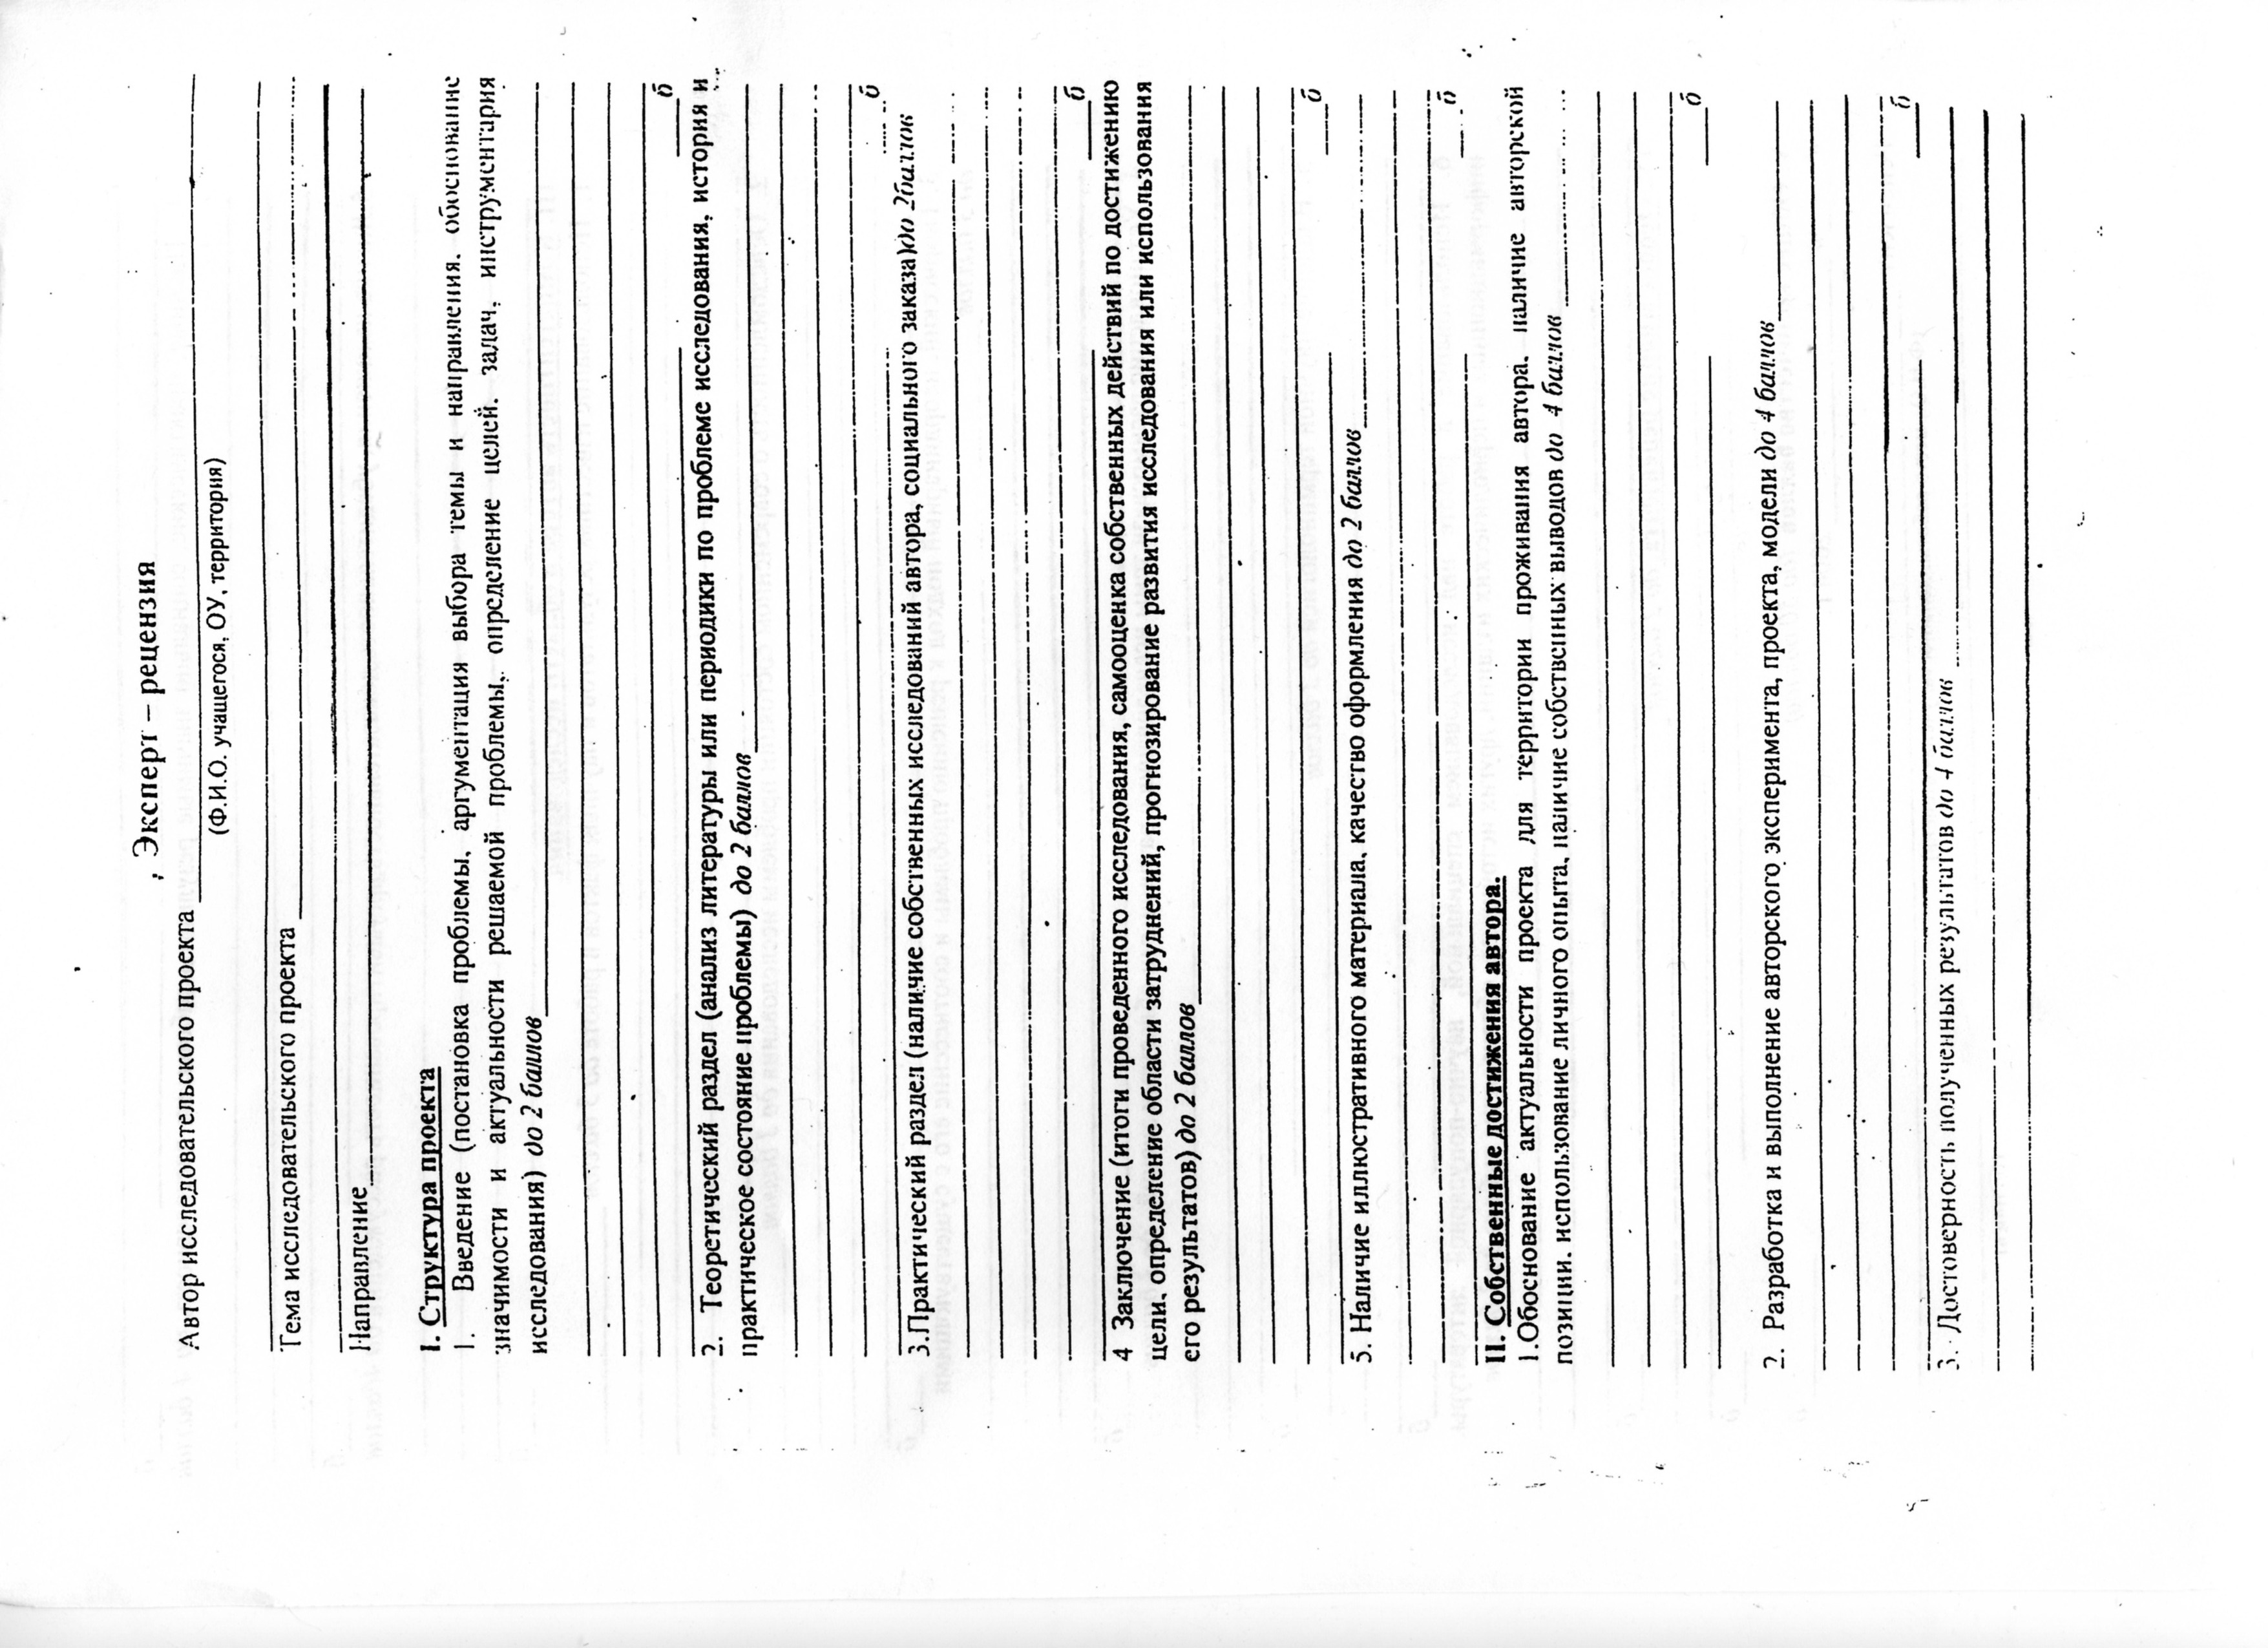 Эксперт – рецензия
Автор исследовательского проекта
(Ф.И.О. учащегося, ОУ, территория)
Тема исследовательского проекта
Направление
I. Структура проекта
1. Введение (постановка проблемы, аргументация выбора темы и направления, обоснование
значимости и актуальности решаемой проблемы, определение целей, задач, инструментария
исследования) до 2 баллов
б
2. Теоретический раздел (анализ литературы или периодики по проблеме исследования, история и
практическое состояние проблемы) до 2 баллов
б
3.Практический раздел (наличие собственных исследований автора, социального заказа)до 2баллов
б
4 Заключение (итоги проведенного исследования, самооценка собственных действий по достижению
цели, определение области затруднений, прогнозирование развития исследования или использования
его результатов) до 2 баллов
б
5. Наличие иллюстративного материала, качество оформления до 2 баллов
б
II. Собственные достижения автора.
1.Обоснование актуальности проекта для территории проживания автора, наличие авторской
позиции, использование личного опыта, наличие собственных выводов до 4 балов
б
2. Разработка и выполнение авторского эксперимента, проекта, модели до 4 баллов
б
3. Достоверность полученных результатов до 4 баллов